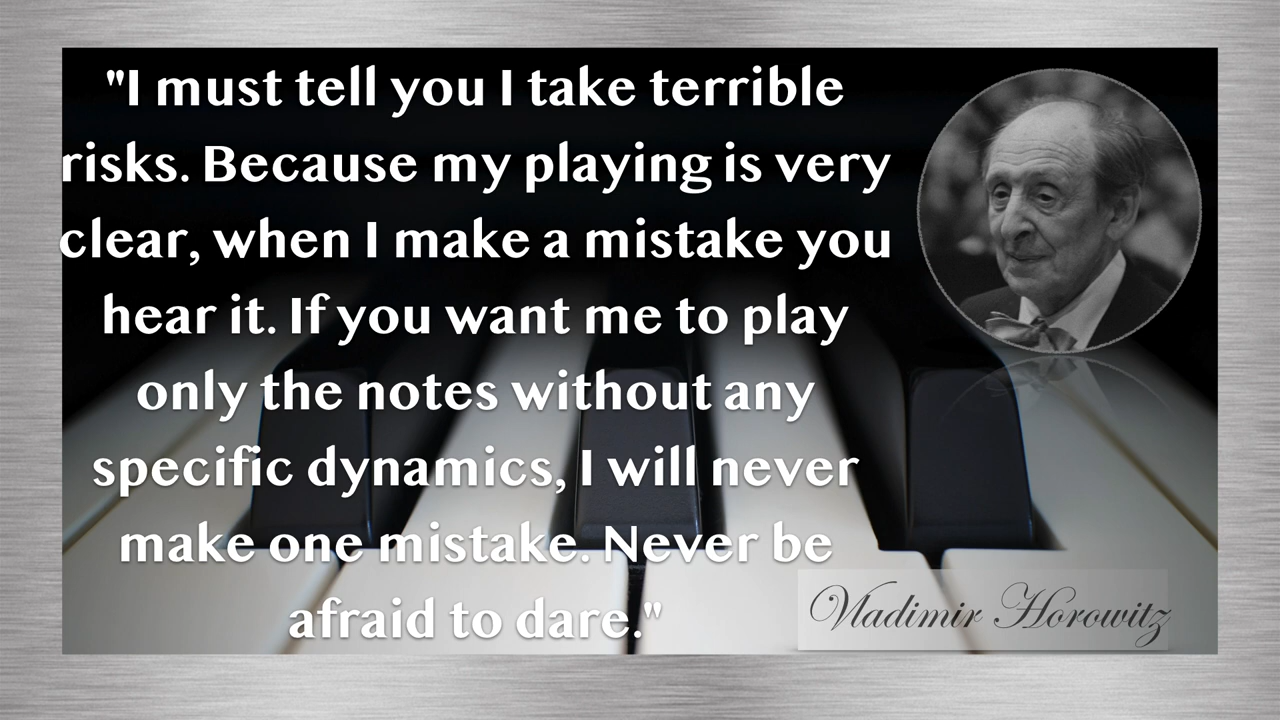 "I must tell you I take terrible
risks. Because my playing is very
clear, when I make a mistake you
hear it. If you want me to play
only the notes without any
specific dynamics, I will never
make one mistake. Never be
afraid to dare."
Vladimir Horowitz